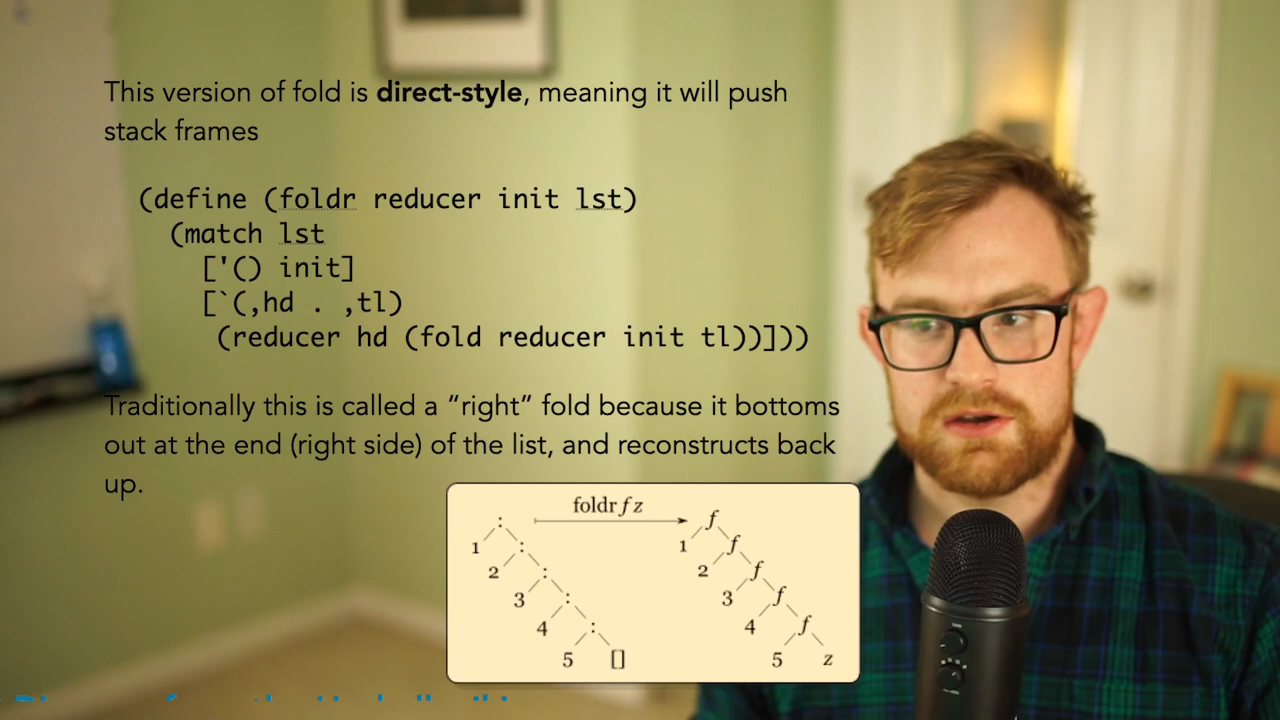 This version of fold is direct-style, meaning it will push
stack frames
(define (foldr reducer init lst)
(match lst
['() init]
[`(,hd . ,tl)
(reducer hd (fold reducer init tl))]))
Traditionally this is called a “right” fold because it bottoms
out at the end (right side) of the list, and reconstructs back
up.
foldr f z
: f
1 : 1 f
2 : 2 f
3 : 3 f
4 : 4 f
5 [] 5 z